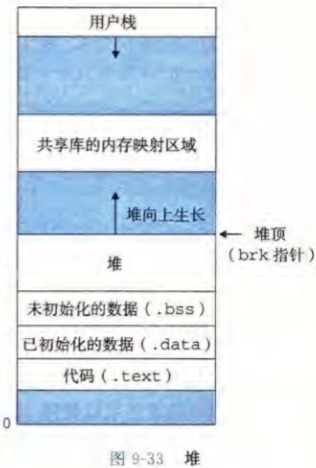 用户栈
共享库的内存映射区域
堆向上生长
堆顶
(brk 指针)
堆
未初始化的数据(.bss)
已初始化的数据(.data)
代码(.text)
0
图 9-33 堆